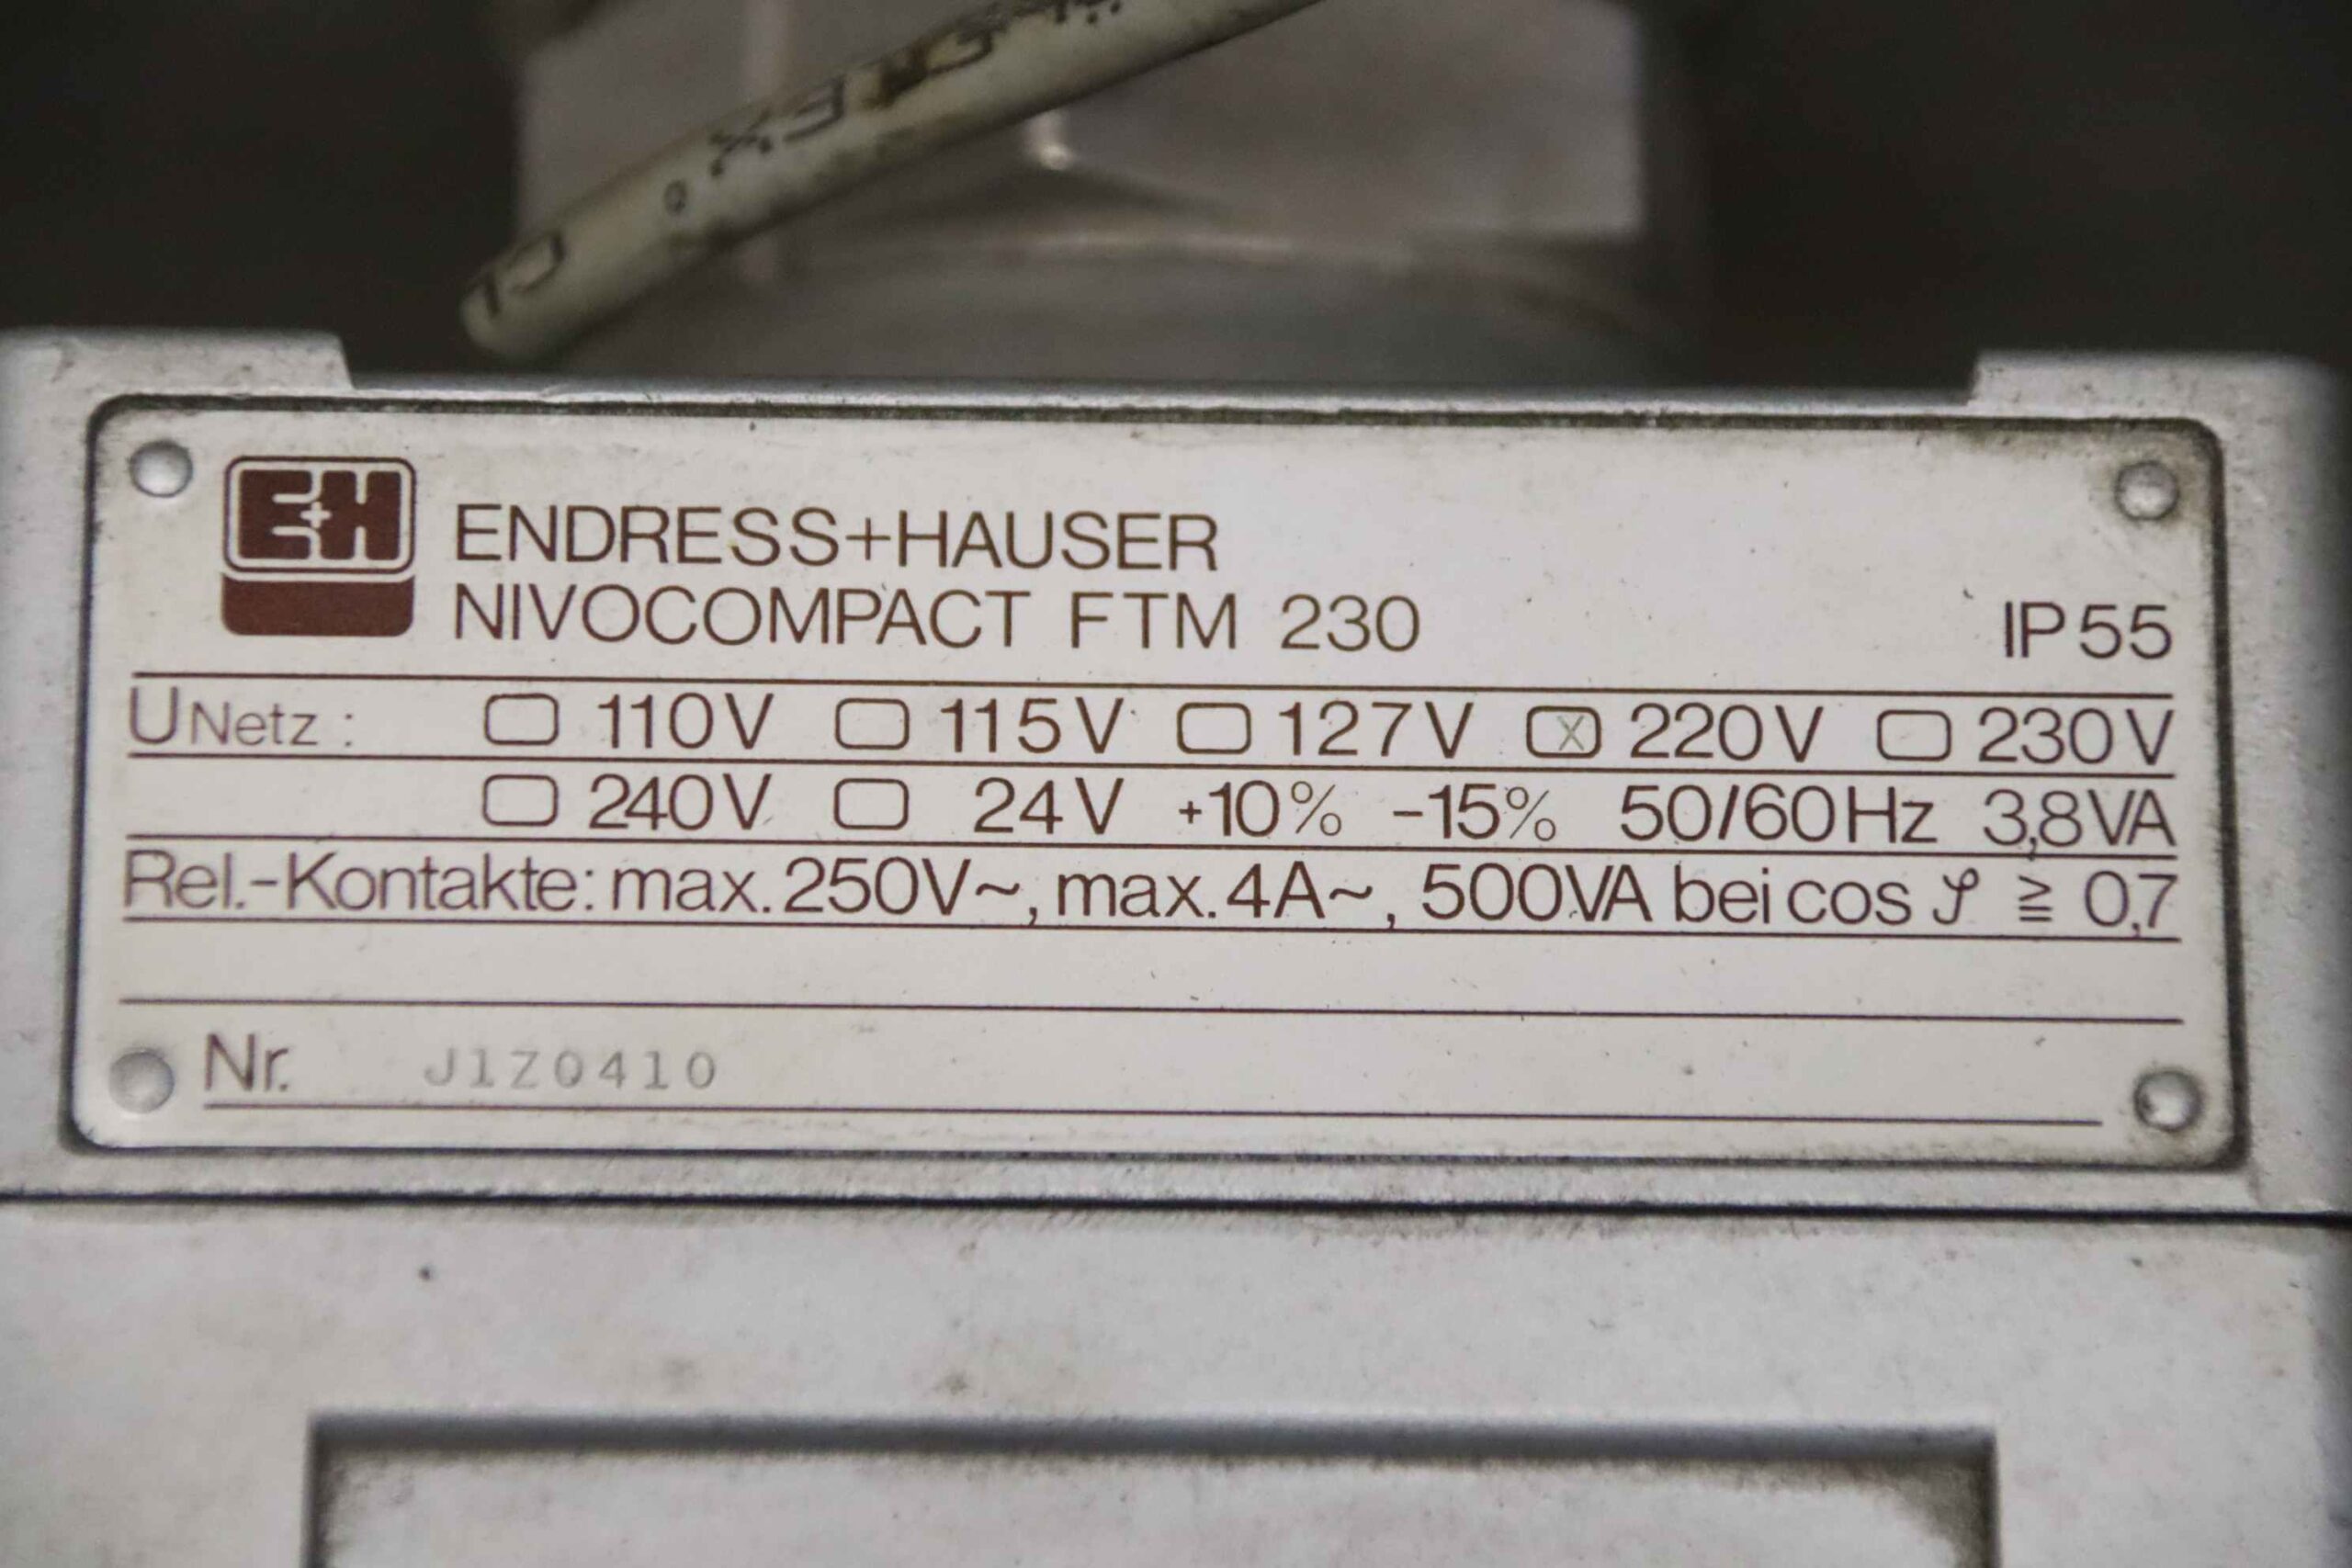 E+H
ENDRESS+HAUSER
NIVOCOMPACT FTM 230 IP55
UNetz: ☐ 110V ☐ 115V ☐ 127V ☒ 220V ☐ 230V
☐ 240V ☐ 24V +10% -15% 50/60Hz 3,8VA
Rel.-Kontakte: max. 250V~, max. 4A~, 500VA bei cos φ ≧ 0,7
Nr. J1Z0410